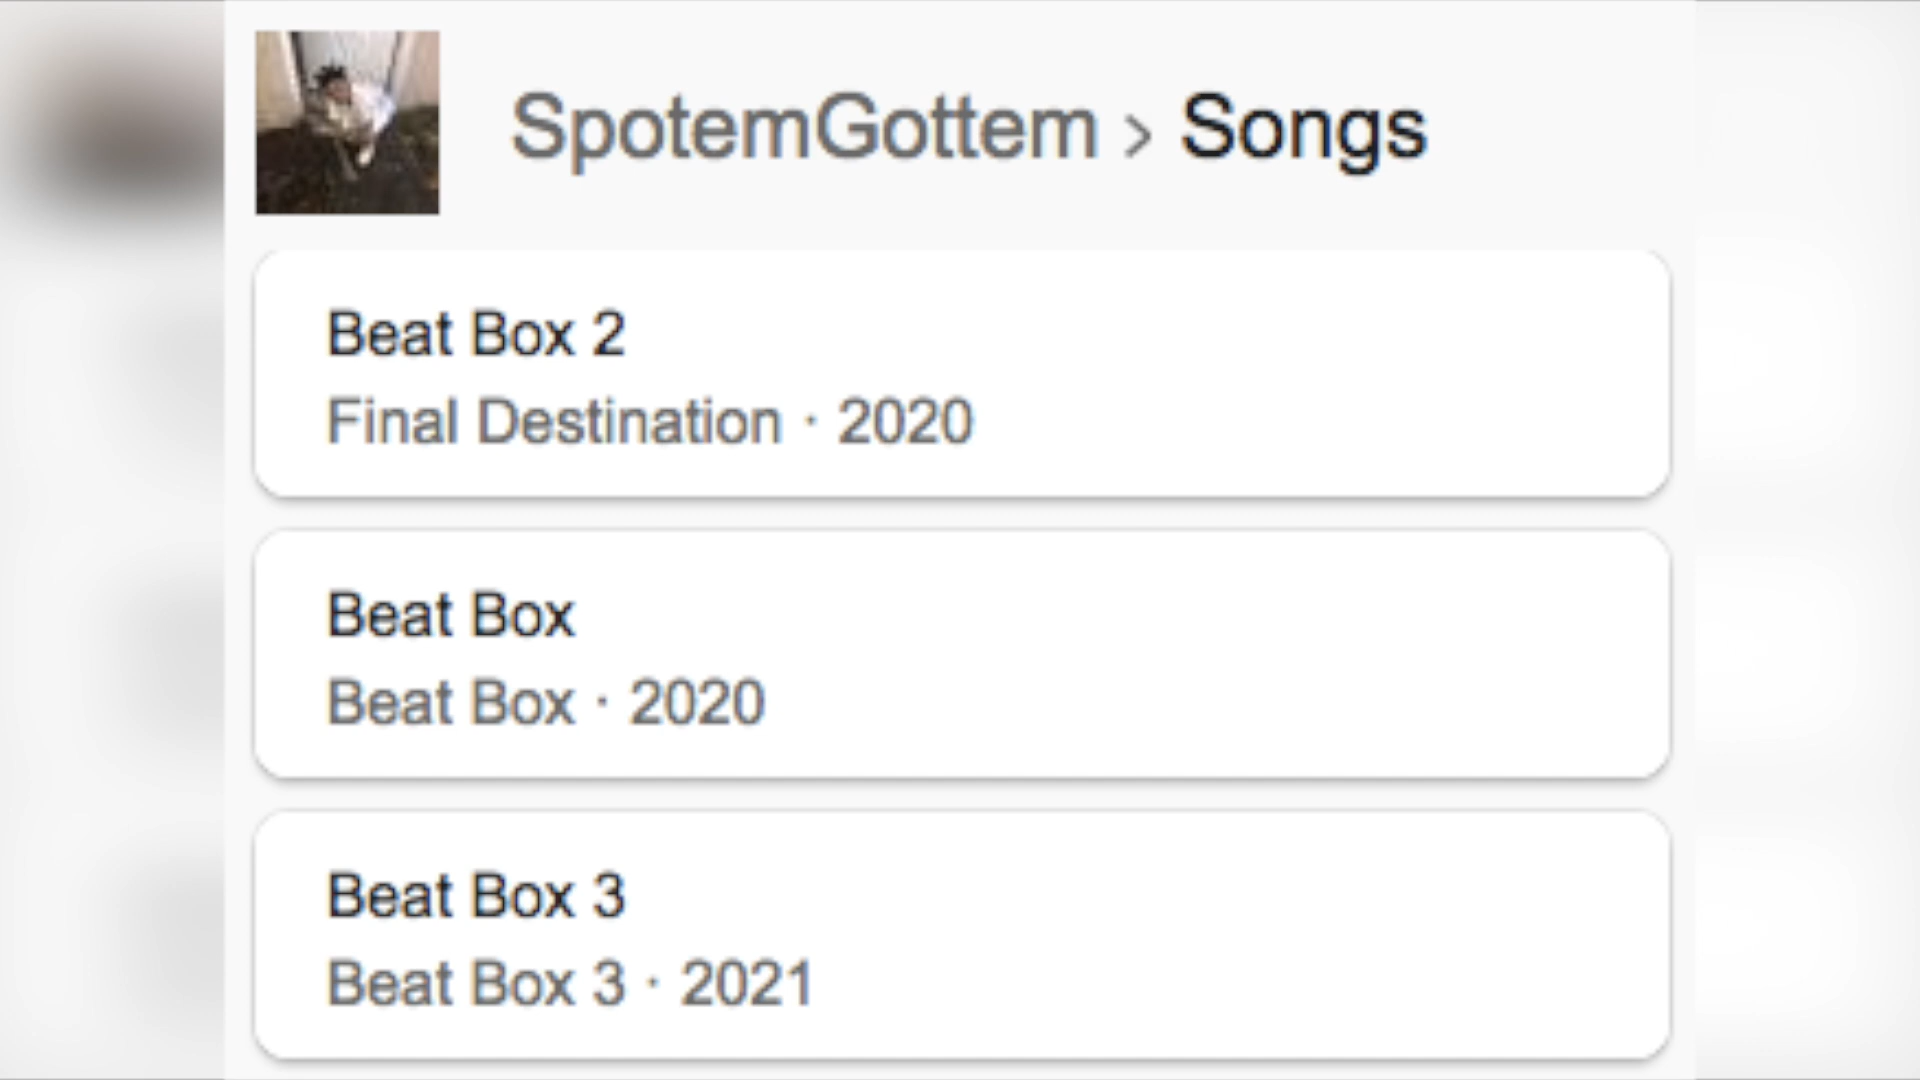 SpotemGottem > Songs
Beat Box 2
Final Destination · 2020
Beat Box
Beat Box · 2020
Beat Box 3
Beat Box 3 · 2021